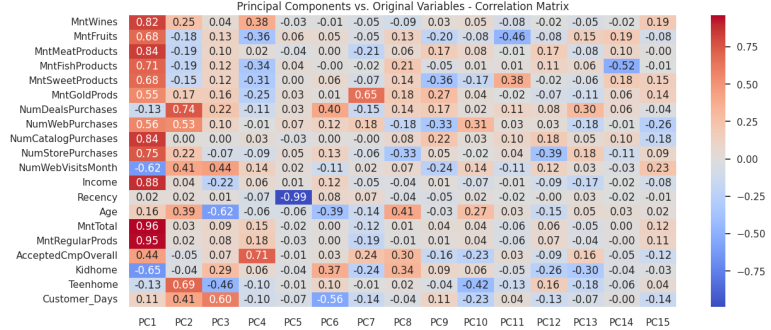 Principal Components vs. Original Variables - Correlation Matrix
MntWines 0.82 0.25 0.04 0.38 -0.03 -0.01 -0.05 -0.09 0.03 0.05 -0.08 -0.02 -0.02 -0.02 0.19
MntFruits 0.68 -0.18 0.13 -0.36 0.06 0.05 -0.05 0.13 -0.20 -0.08 -0.46 -0.08 0.15 0.19 -0.08
MntMeatProducts 0.84 -0.19 0.10 0.02 -0.04 0.00 -0.21 0.06 0.17 0.08 -0.01 0.12 -0.08 0.10 -0.00
MntFishProducts 0.71 -0.19 0.12 -0.34 0.04 -0.00 -0.02 0.21 -0.05 0.01 0.01 0.11 0.06 -0.52 -0.01
MntSweetProducts 0.68 -0.15 0.12 -0.31 0.00 0.06 -0.07 0.14 -0.36 -0.17 0.38 -0.02 -0.06 0.18 0.15
MntGoldProds 0.55 0.17 0.16 -0.25 0.03 0.01 0.65 0.18 0.27 0.04 -0.02 -0.07 -0.11 0.06 0.14
NumDealsPurchases -0.13 0.74 0.22 -0.11 0.03 0.40 -0.15 0.14 0.17 -0.02 0.11 0.08 0.30 0.06 -0.04
NumWebPurchases 0.56 0.53 0.10 -0.01 0.07 0.12 0.18 -0.18 -0.33 0.31 0.03 0.03 -0.18 -0.01 -0.26
NumCatalogPurchases 0.84 0.00 0.00 0.03 -0.03 0.00 -0.00 0.03 0.22 0.03 0.10 0.18 0.05 0.10 -0.18
NumStorePurchases 0.75 0.22 -0.07 -0.09 0.05 0.13 -0.08 -0.33 0.05 -0.02 0.04 -0.39 0.18 -0.11 0.09
NumWebVisitsMonth -0.62 0.41 0.44 0.14 0.02 -0.11 0.02 0.07 -0.24 0.14 -0.11 0.12 0.03 -0.03 0.23
Income 0.88 0.04 -0.22 0.06 0.01 0.12 -0.05 -0.04 0.01 -0.04 0.01 -0.09 -0.17 -0.02 -0.08
Recency 0.02 0.02 0.01 -0.07 -0.99 0.08 0.07 -0.04 -0.05 0.02 -0.02 -0.00 0.03 -0.02 -0.01
Age 0.16 0.39 -0.62 -0.06 -0.06 -0.39 -0.14 0.41 -0.02 0.27 0.03 -0.15 0.05 0.03 0.02
MntTotal 0.96 0.03 0.09 0.15 -0.02 0.00 -0.12 0.01 0.04 0.01 -0.06 0.02 -0.04 -0.00 0.12
MntRegularProds 0.95 0.02 0.08 0.18 -0.03 0.00 -0.19 -0.01 0.01 0.01 -0.06 0.03 -0.03 -0.01 0.11
AcceptedCmpOverall 0.44 -0.05 0.07 0.71 -0.04 0.03 0.24 0.30 -0.16 -0.23 0.03 -0.09 0.16 -0.05 -0.12
Kidhome -0.65 -0.04 0.29 0.06 -0.04 0.37 -0.24 0.34 0.09 0.06 -0.05 -0.26 -0.30 -0.04 -0.03
Teenhome -0.13 0.69 -0.46 -0.10 0.01 0.10 -0.10 0.00 -0.02 -0.42 -0.13 0.16 -0.18 -0.06 0.04
Customer_Days 0.11 0.41 0.60 -0.10 -0.07 -0.56 -0.14 -0.04 0.11 -0.23 0.04 -0.13 -0.07 -0.00 -0.14
PC1 PC2 PC3 PC4 PC5 PC6 PC7 PC8 PC9 PC10 PC11 PC12 PC13 PC14 PC15
0.75
0.50
0.25
0.00
−0.25
−0.50
−0.75